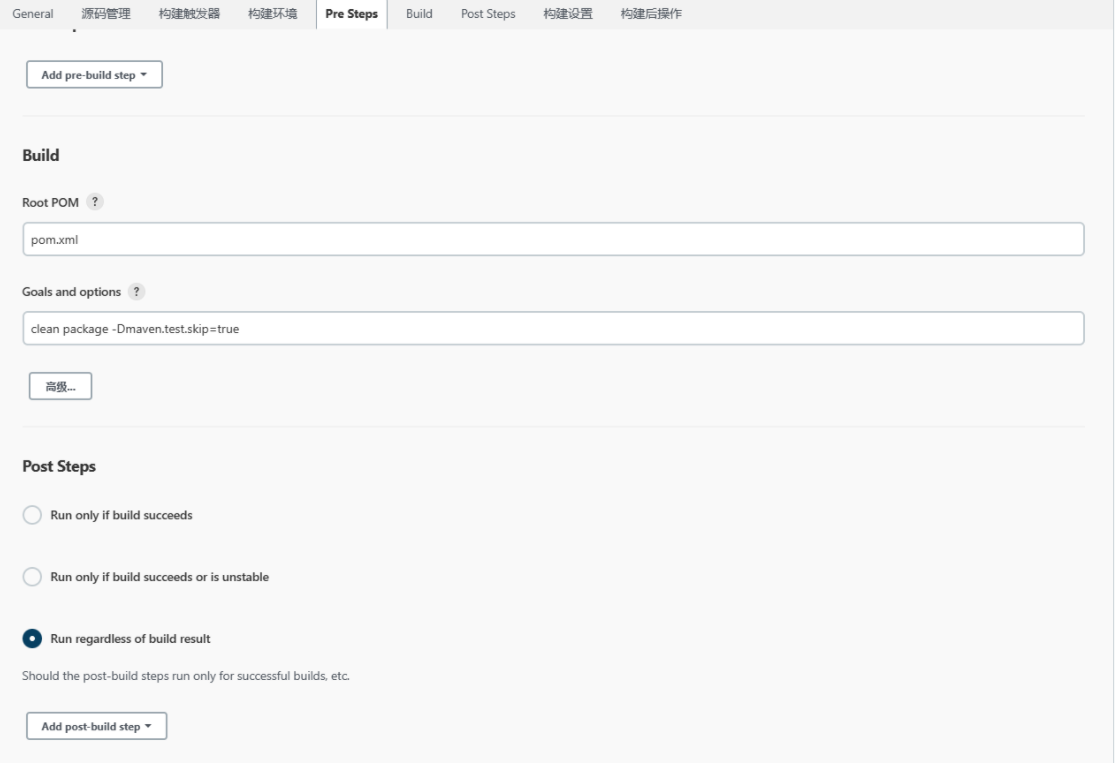 General 源码管理 构建触发器 构建环境 Pre Steps Build Post Steps 构建设置 构建后操作
Add pre-build step
Build
Root POM ?
pom.xml
Goals and options ?
clean package -Dmaven.test.skip=true
高级...
Post Steps
Run only if build succeeds
Run only if build succeeds or is unstable
Run regardless of build result
Should the post-build steps run only for successful builds, etc.
Add post-build step